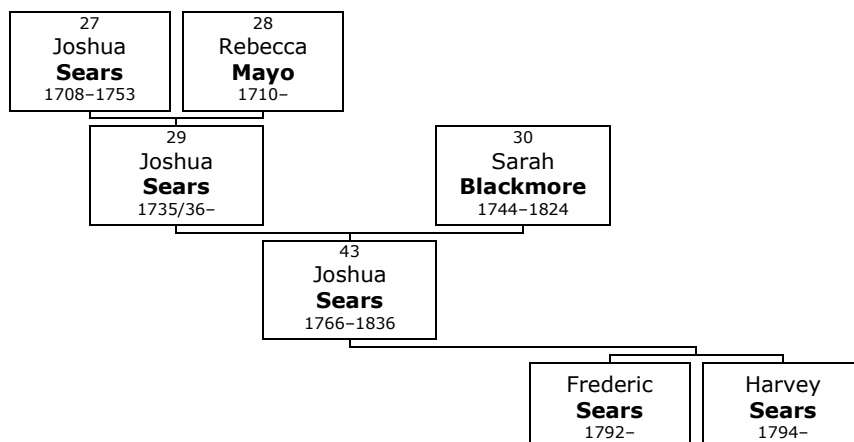 27
Joshua
Sears
1708–1753
28
Rebecca
Mayo
1710–
29
Joshua
Sears
1735/36–
30
Sarah
Blackmore
1744–1824
43
Joshua
Sears
1766–1836
Frederic
Sears
1792–
Harvey
Sears
1794–